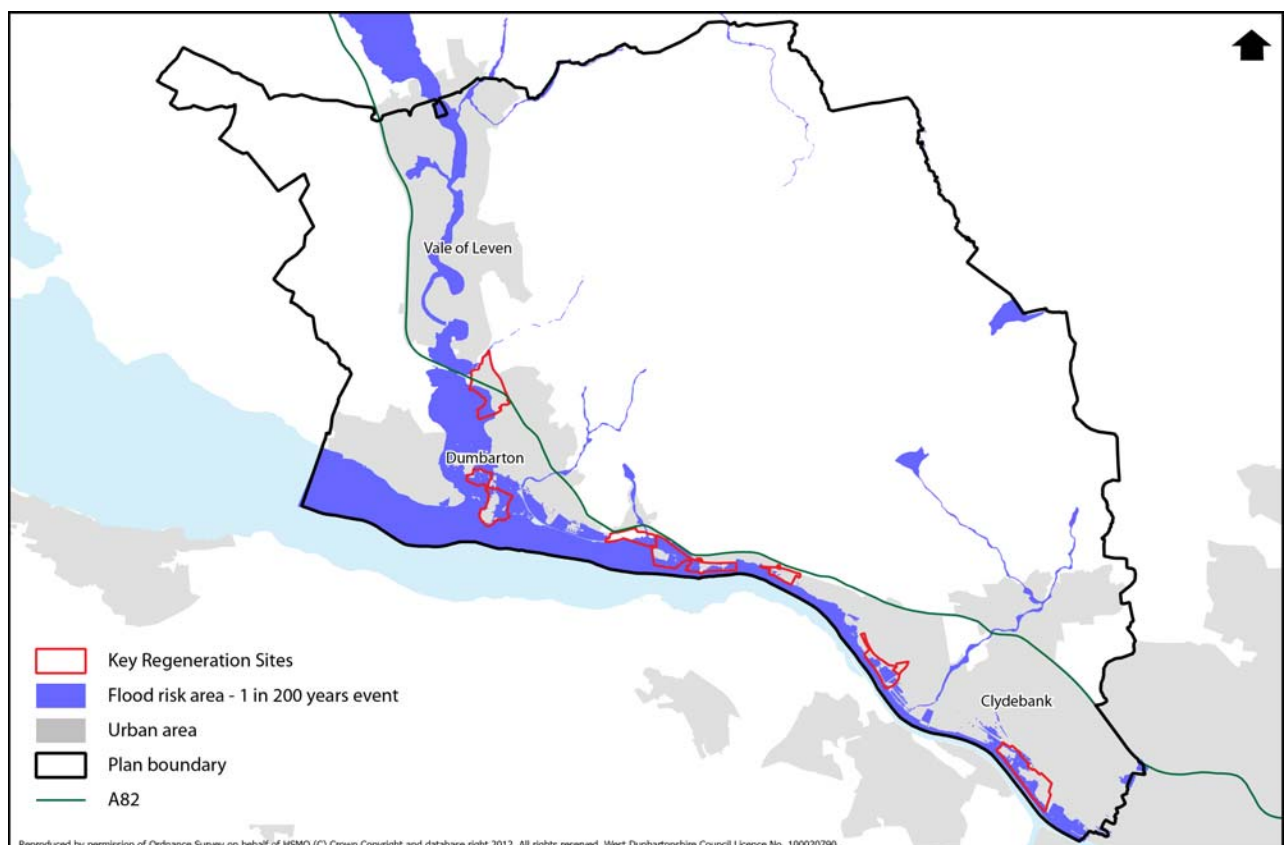 Vale of Leven
Dumbarton
Clydebank
Key Regeneration Sites
Flood risk area - 1 in 200 years event
Urban area
Plan boundary
A82
Reproduced by permission of Ordnance Survey on behalf of HMSO (C) Crown Copyright and database right 2012. All rights reserved. West Dunbartonshire Council Licence No. 100020790